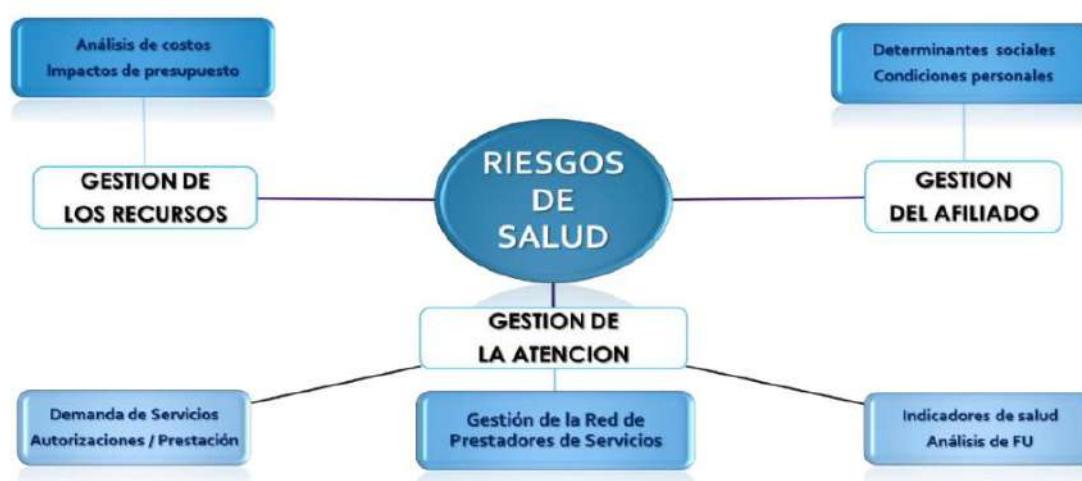 Análisis de costos
Impactos de presupuesto
Determinantes sociales
Condiciones personales
RIESGOS
DE
SALUD
GESTION DE
LOS RECURSOS
GESTION
DEL AFILIADO
GESTION DE
LA ATENCION
Demanda de Servicios
Autorizaciones / Prestación
Gestión de la Red de
Prestadores de Servicios
Indicadores de salud
Análisis de FU